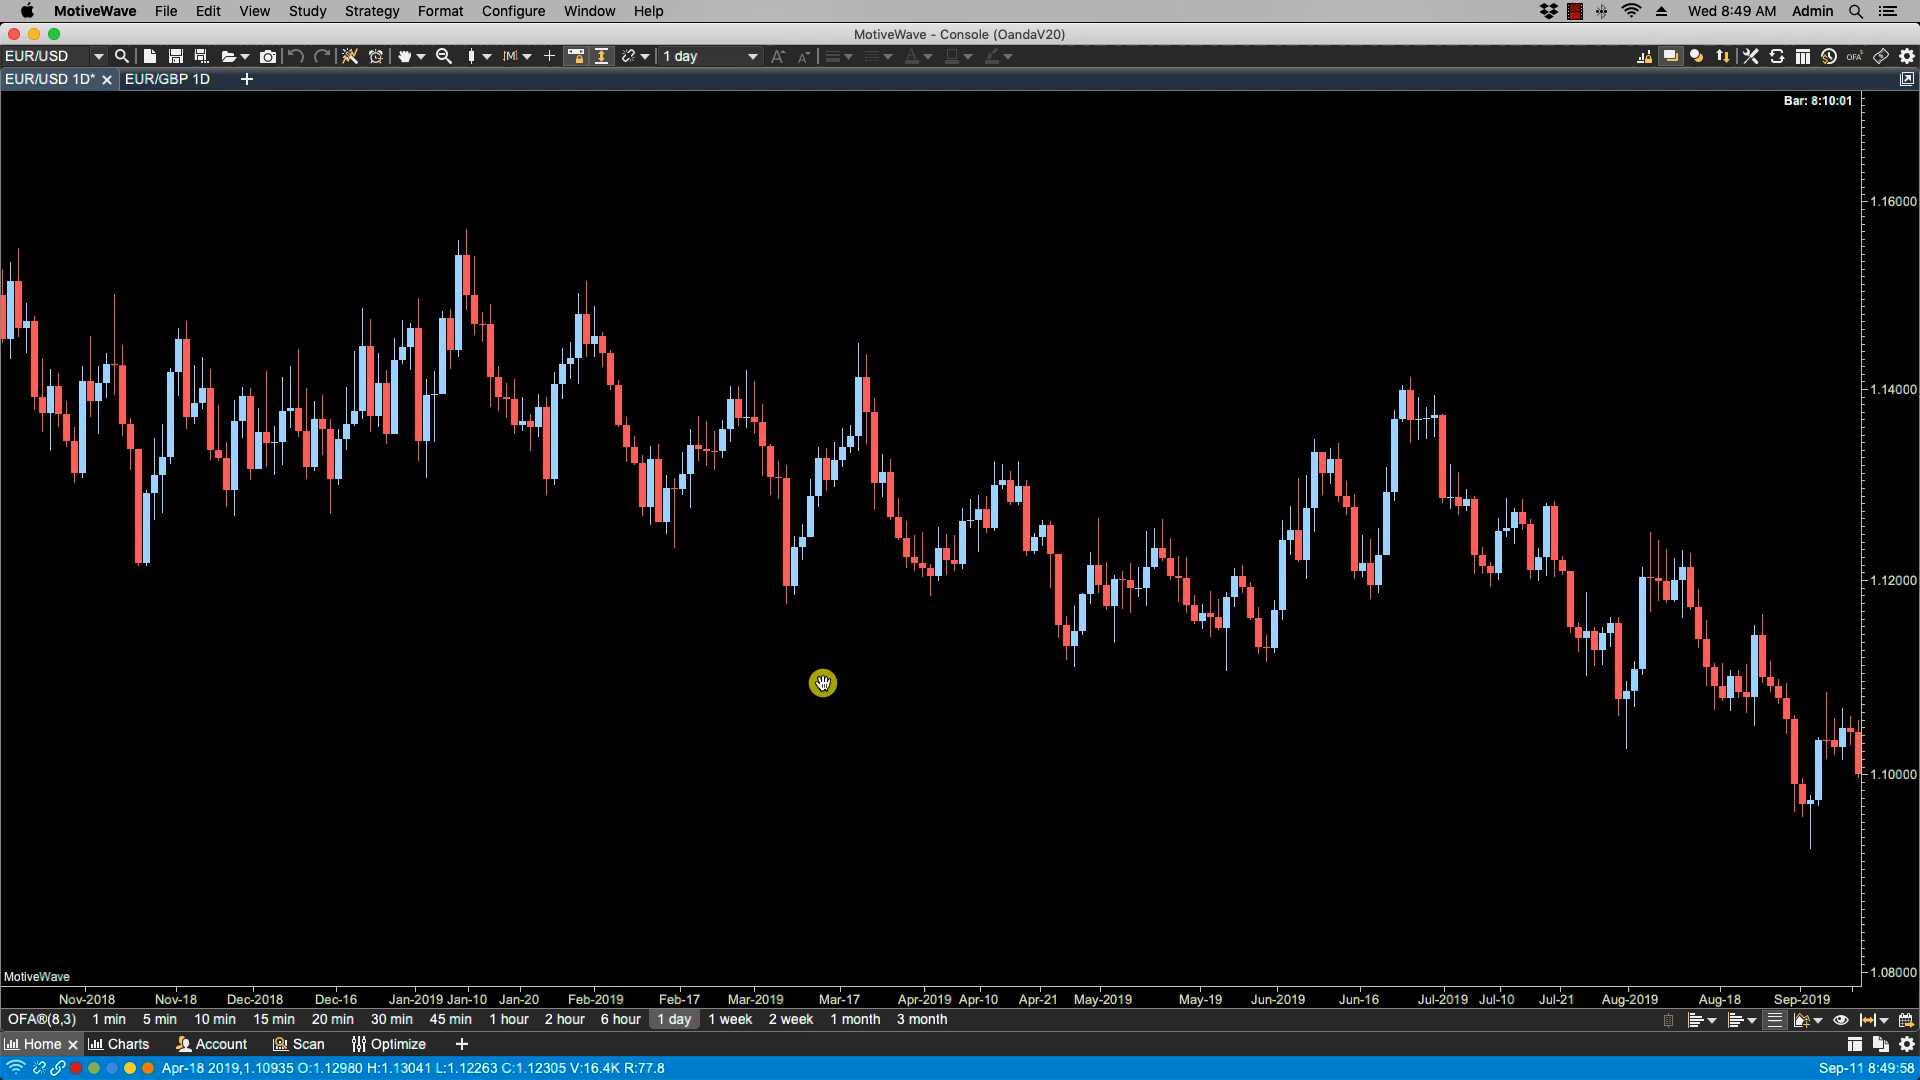 MotiveWave File Edit View Study Strategy Format Configure Window Help Wed 8:49 AM Admin
MotiveWave - Console (OandaV20)
EUR/USD 1 day
EUR/USD 1D* EUR/GBP 1D +
Bar: 8:10:01
1.16000
1.14000
1.12000
1.10000
1.08000
MotiveWave
Nov-2018 Nov-18 Dec-2018 Dec-16 Jan-2019 Jan-10 Jan-20 Feb-2019 Feb-17 Mar-2019 Mar-17 Apr-2019 Apr-10 Apr-21 May-2019 May-19 Jun-2019 Jun-16 Jul-2019 Jul-10 Jul-21 Aug-2019 Aug-18 Sep-2019
OFA®(8,3) 1 min 5 min 10 min 15 min 20 min 30 min 45 min 1 hour 2 hour 6 hour 1 day 1 week 2 week 1 month 3 month
Home Charts Account Scan Optimize +
Apr-18 2019,1.10935 O:1.12980 H:1.13041 L:1.12263 C:1.12305 V:16.4K R:77.8 Sep-11 8:49:58